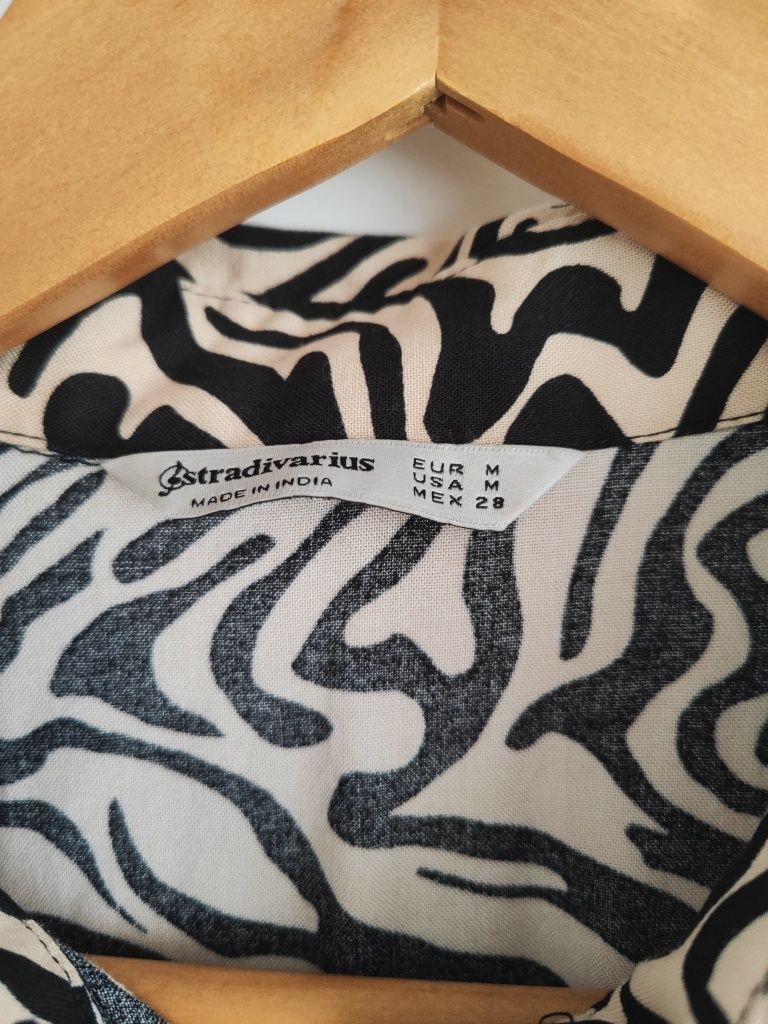 stradivarius
MADE IN INDIA
EUR M
USA M
MEX 28